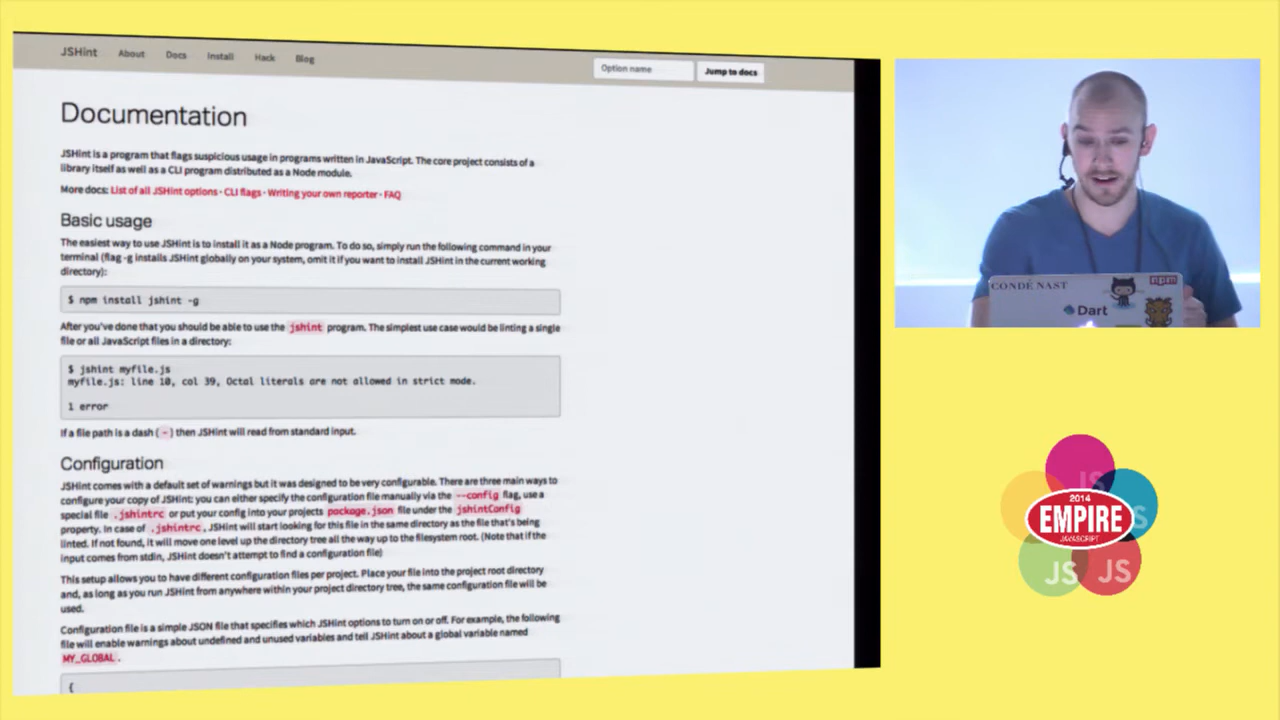 JSHint About Docs Install Hack Blog Option name Jump to docs
Documentation
JSHint is a program that flags suspicious usage in programs written in JavaScript. The core project consists of a
library itself as well as a CLI program distributed as a Node module.
More docs: List of all JSHint options · CLI flags · Writing your own reporter · FAQ
Basic usage
The easiest way to use JSHint is to install it as a Node program. To do so, simply run the following command in your
terminal (flag -g installs JSHint globally on your system, omit it if you want to install JSHint in the current working
directory):
$ npm install jshint -g
After you've done that you should be able to use the jshint program. The simplest use case would be linting a single
file or all JavaScript files in a directory:
$ jshint myfile.js
myfile.js: line 10, col 39, Octal literals are not allowed in strict mode.
1 error
If a file path is a dash ( - ) then JSHint will read from standard input.
Configuration
JSHint comes with a default set of warnings but it was designed to be very configurable. There are three main ways to
configure your copy of JSHint: you can either specify the configuration file manually via the --config flag, use a
special file .jshintrc or put your config into your projects package.json file under the jshintConfig
property. In case of .jshintrc , JSHint will start looking for this file in the same directory as the file that's being
linted. If not found, it will move one level up the directory tree all the way up to the filesystem root. (Note that if the
input comes from stdin, JSHint doesn't attempt to find a configuration file)
This setup allows you to have different configuration files per project. Place your file into the project root directory
and, as long as you run JSHint from anywhere within your project directory tree, the same configuration file will be
used.
Configuration file is a simple JSON file that specifies which JSHint options to turn on or off. For example, the following
file will enable warnings about undefined and unused variables and tell JSHint about a global variable named
MY_GLOBAL .
{
CONDÉ NAST
npm
Dart
JS
2014
EMPIRE
JAVASCRIPT
JS
JS JS